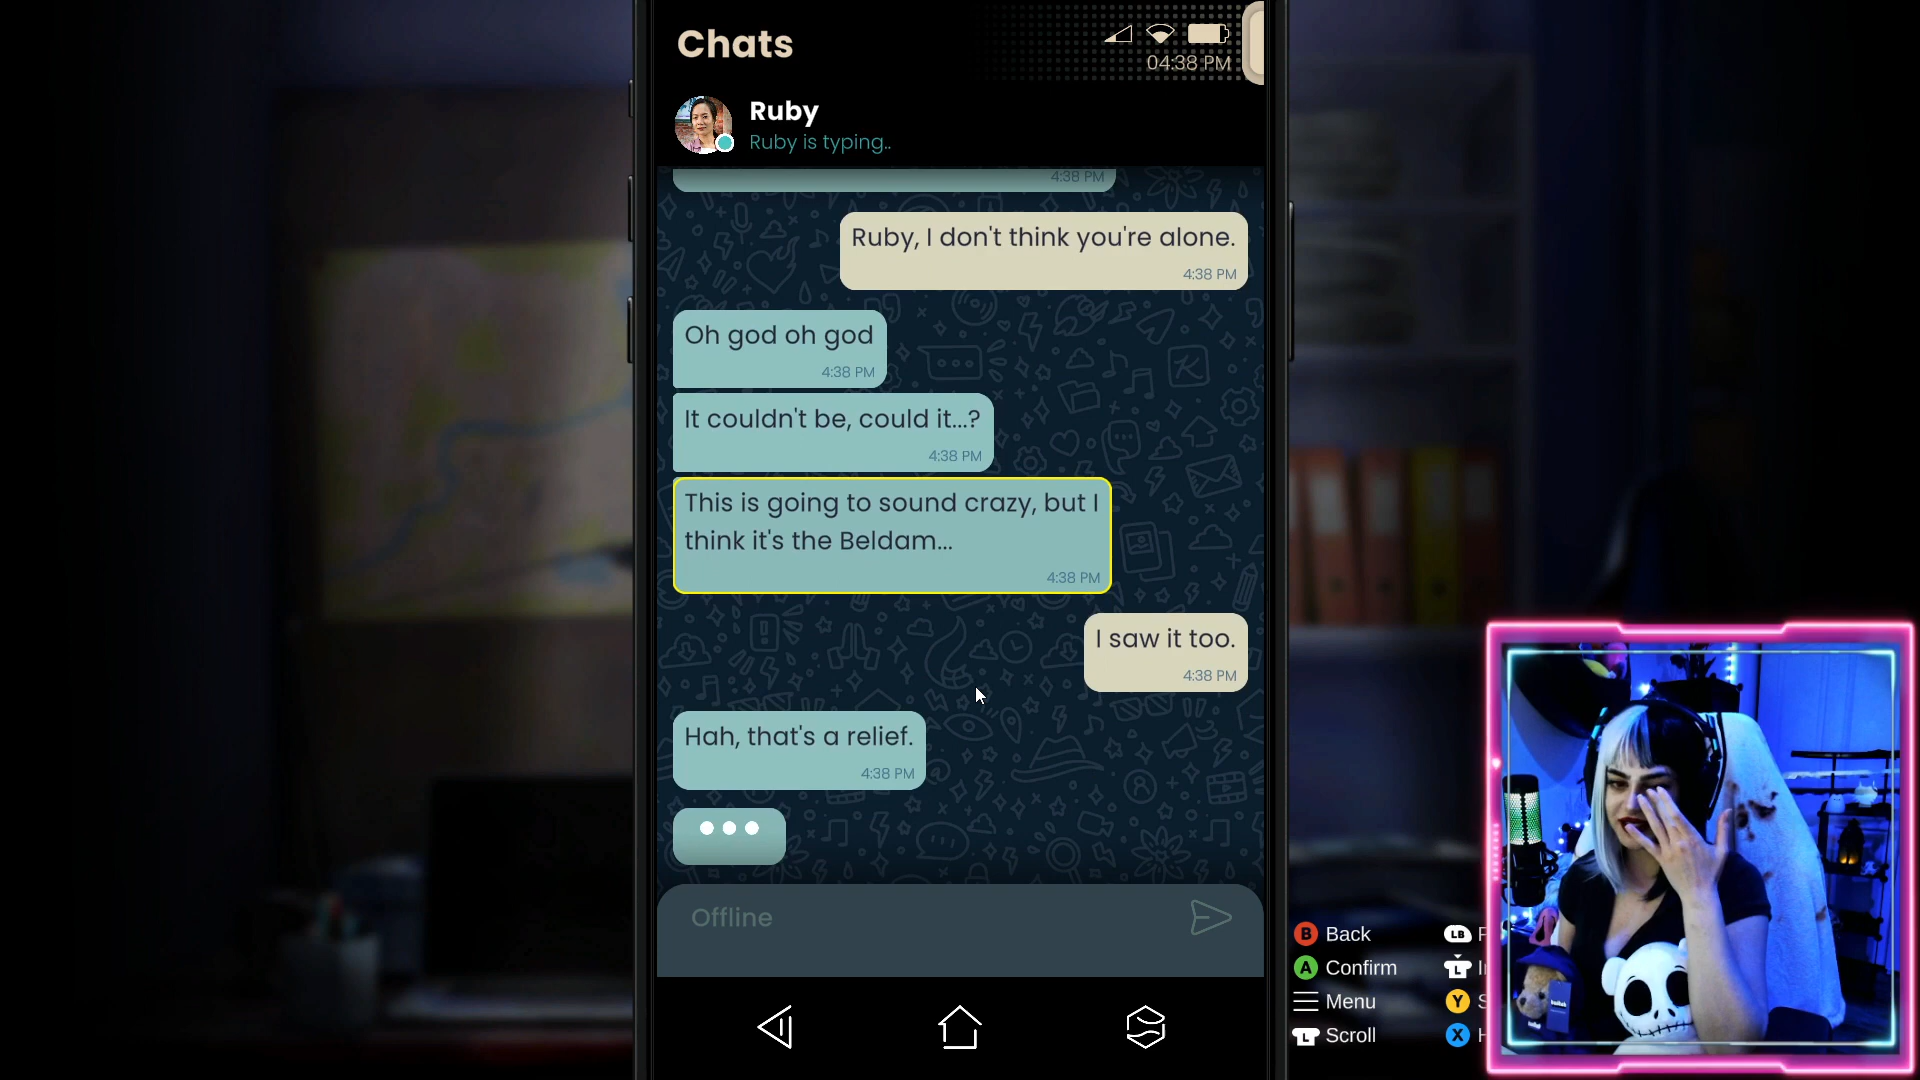 Chats
04:38 PM
Ruby
Ruby is typing..
4:38 PM
Ruby, I don't think you're alone.
4:38 PM
Oh god oh god
4:38 PM
It couldn't be, could it...?
4:38 PM
This is going to sound crazy, but I
think it's the Beldam...
4:38 PM
I saw it too.
4:38 PM
Hah, that's a relief.
4:38 PM
Offline
B Back
LB
A Confirm
L
Menu
Y S
L Scroll
X H